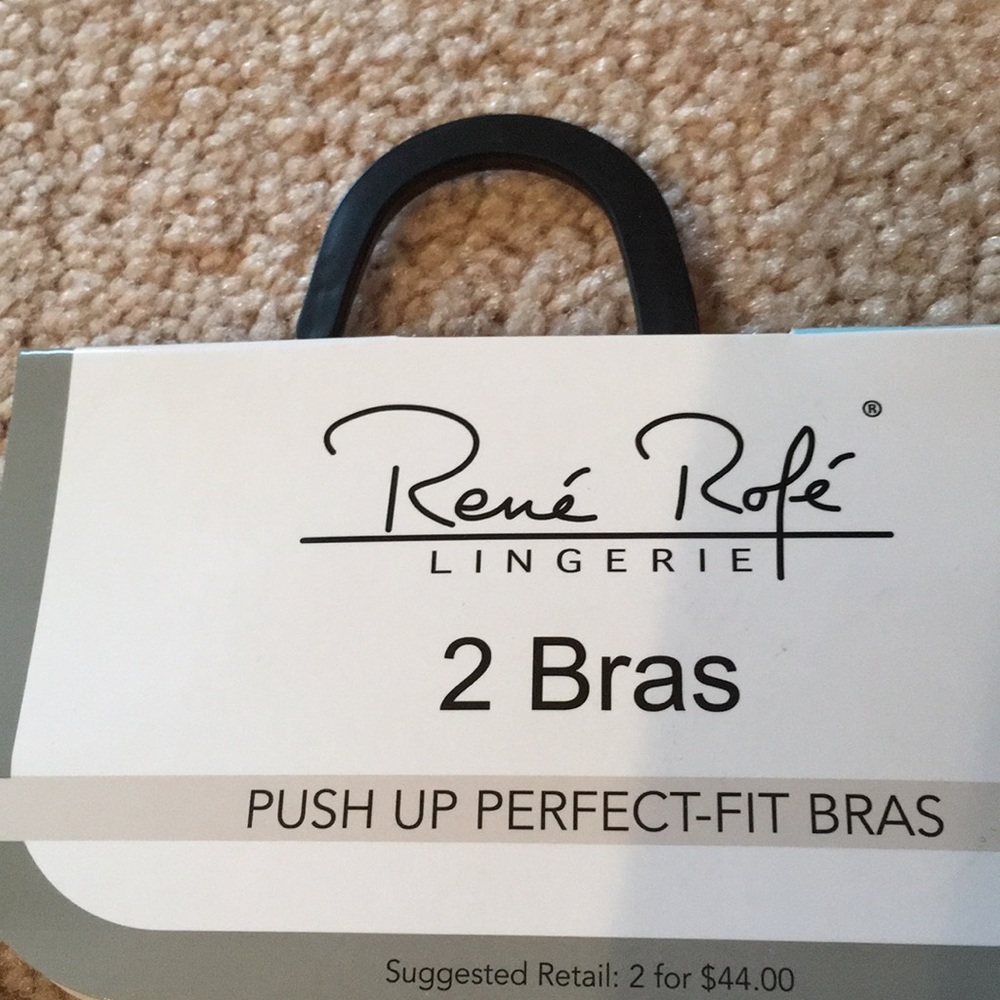 René Rofé ®
LINGERIE
2 Bras
PUSH UP PERFECT-FIT BRAS
Suggested Retail: 2 for $44.00